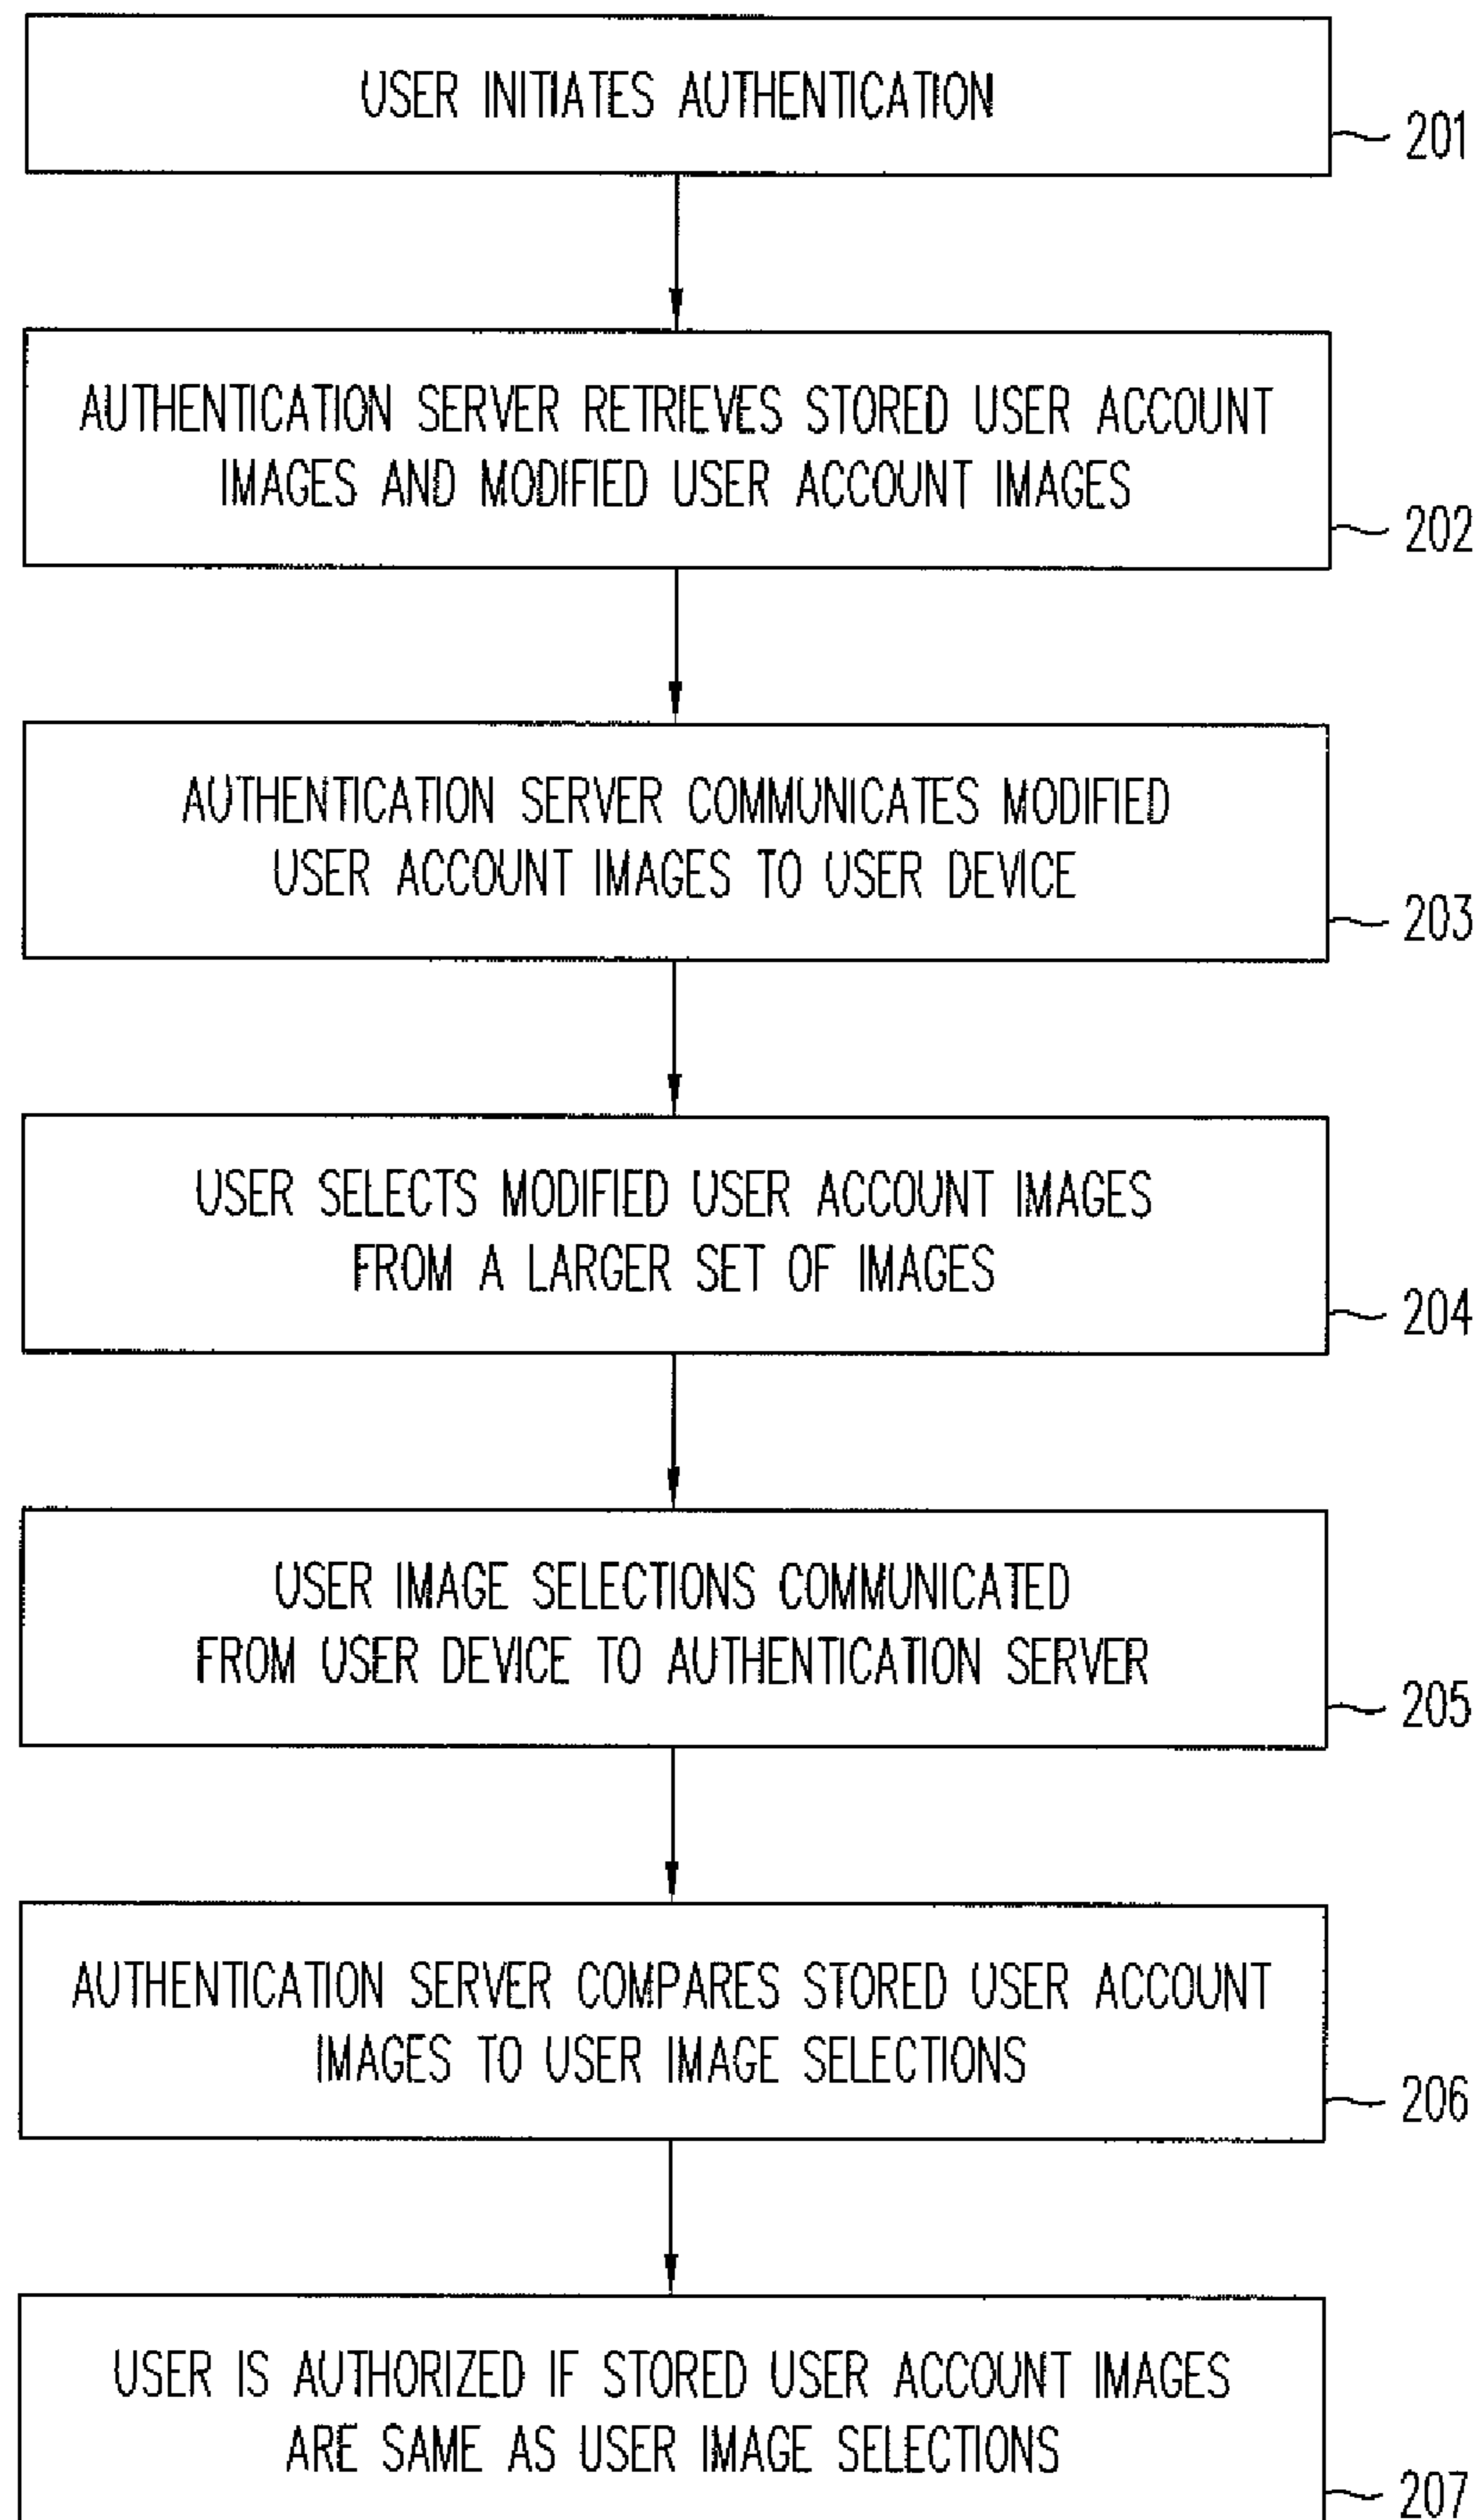 USER INITIATES AUTHENTICATION
201
AUTHENTICATION SERVER RETRIEVES STORED USER ACCOUNT
IMAGES AND MODIFIED USER ACCOUNT IMAGES
202
AUTHENTICATION SERVER COMMUNICATES MODIFIED
USER ACCOUNT IMAGES TO USER DEVICE
203
USER SELECTS MODIFIED USER ACCOUNT IMAGES
FROM A LARGER SET OF IMAGES
204
USER IMAGE SELECTIONS COMMUNICATED
FROM USER DEVICE TO AUTHENTICATION SERVER
205
AUTHENTICATION SERVER COMPARES STORED USER ACCOUNT
IMAGES TO USER IMAGE SELECTIONS
206
USER IS AUTHORIZED IF STORED USER ACCOUNT IMAGES
ARE SAME AS USER IMAGE SELECTIONS
207